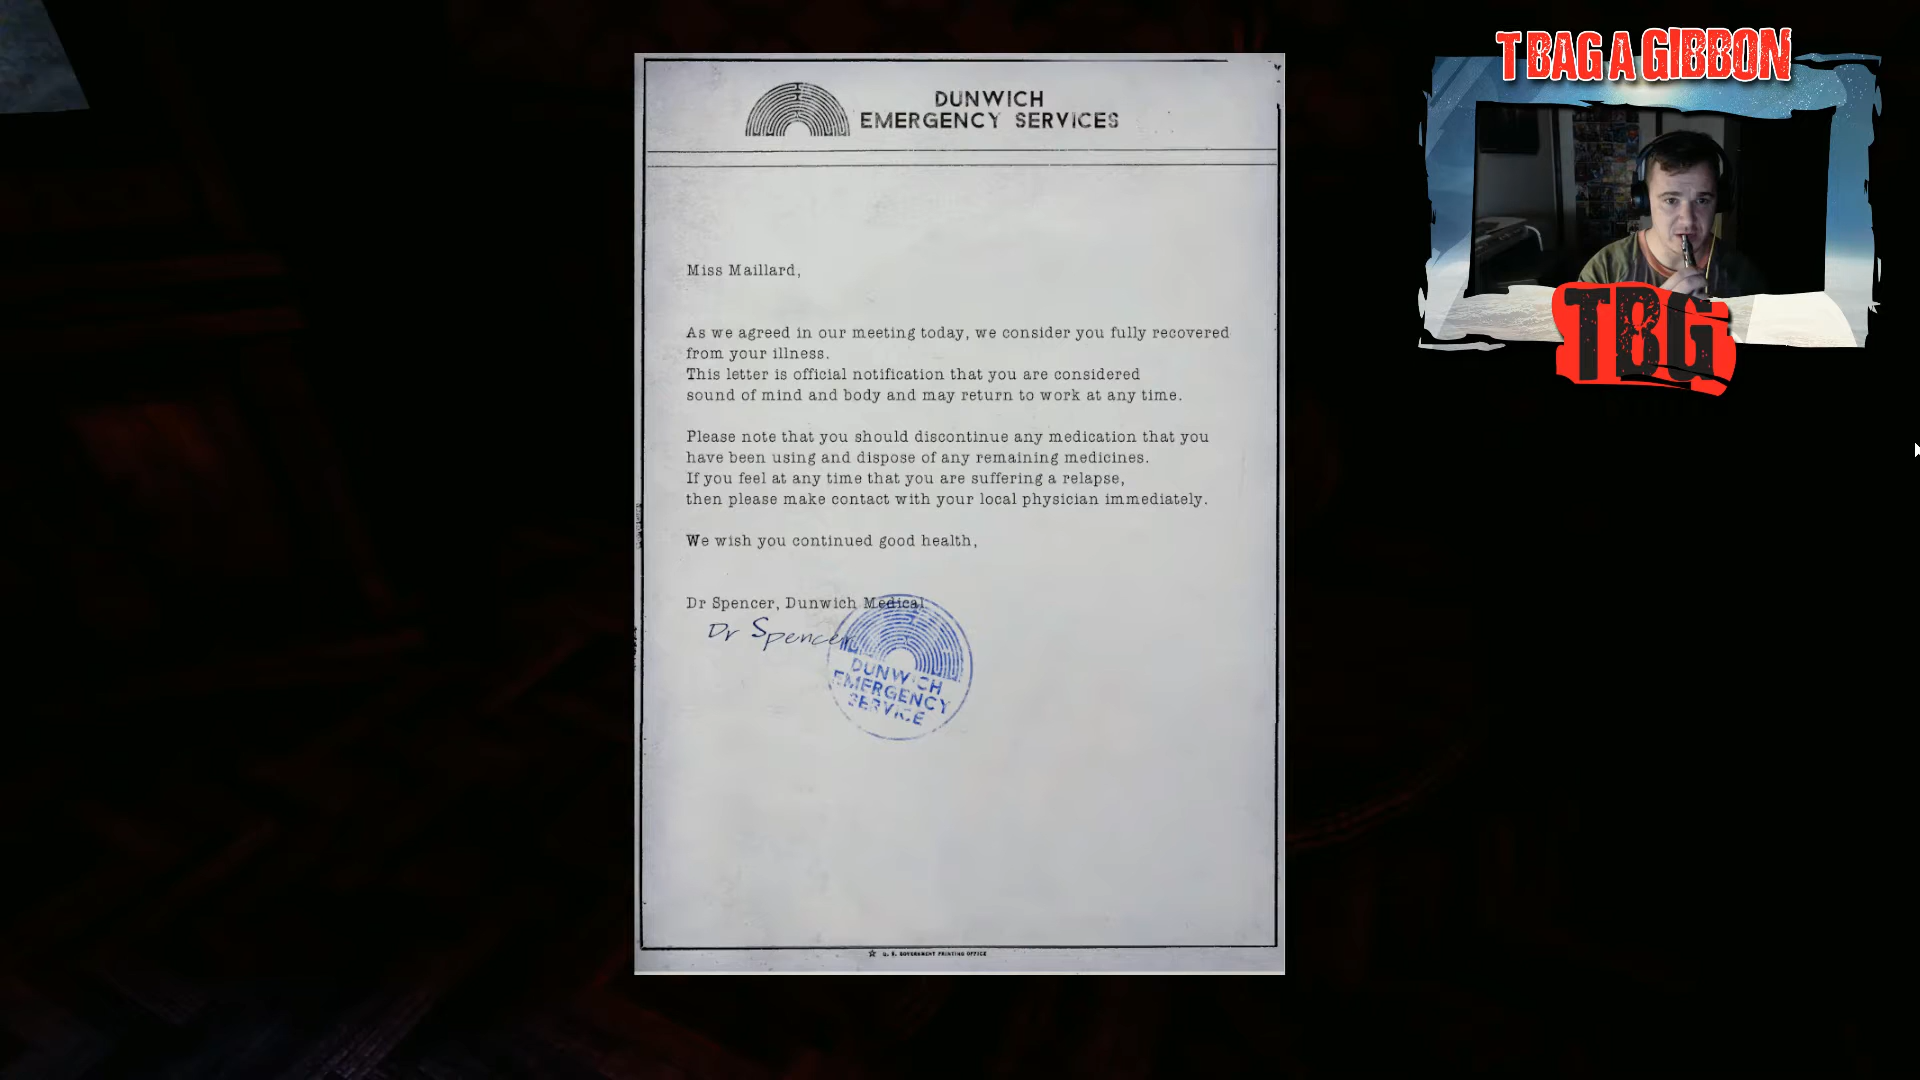 T BAG A GIBBON
DUNWICH
EMERGENCY SERVICES
Miss Maillard,
As we agreed in our meeting today, we consider you fully recovered
from your illness.
This letter is official notification that you are considered
sound of mind and body and may return to work at any time.
Please note that you should discontinue any medication that you
have been using and dispose of any remaining medicines.
If you feel at any time that you are suffering a relapse,
then please make contact with your local physician immediately.
We wish you continued good health,
Dr Spencer, Dunwich Medical
Dr Spencer
DUNWICH
EMERGENCY
SERVICE
TBG
U. S. GOVERNMENT PRINTING OFFICE